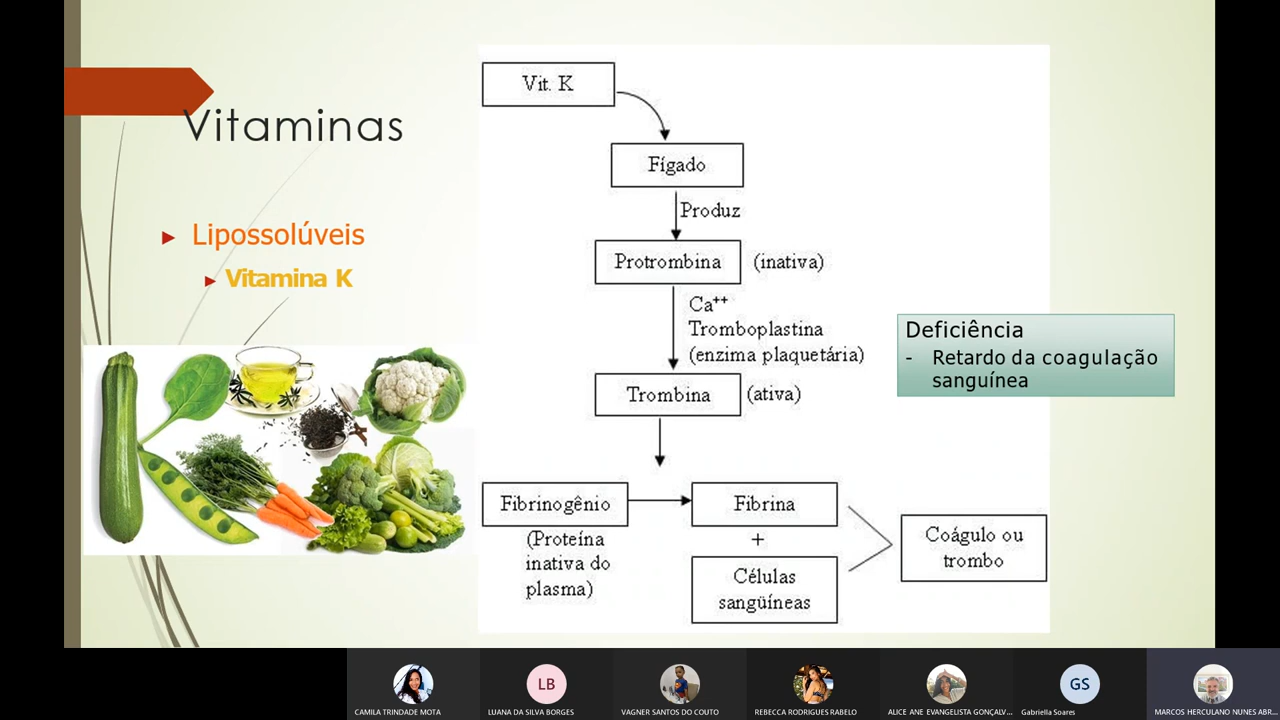 Vitaminas
Lipossolúveis
Vitamina K
Vit. K
Fígado
Produz
Protrombina (inativa)
Ca++
Tromboplastina
(enzima plaquetária)
Trombina (ativa)
Fibrinogênio
(Proteína
inativa do
plasma)
Fibrina
+
Células
sangüíneas
Coágulo ou
trombo
Deficiência
- Retardo da coagulação
sanguínea
LB
GS
CAMILA TRINDADE MOTA
LUANA DA SILVA BORGES
VAGNER SANTOS DO COUTO
REBECCA RODRIGUES RABELO
ALICE ANE EVANGELISTA GONÇALV...
Gabriella Soares
MARCOS HERCULANO NUNES ABR...